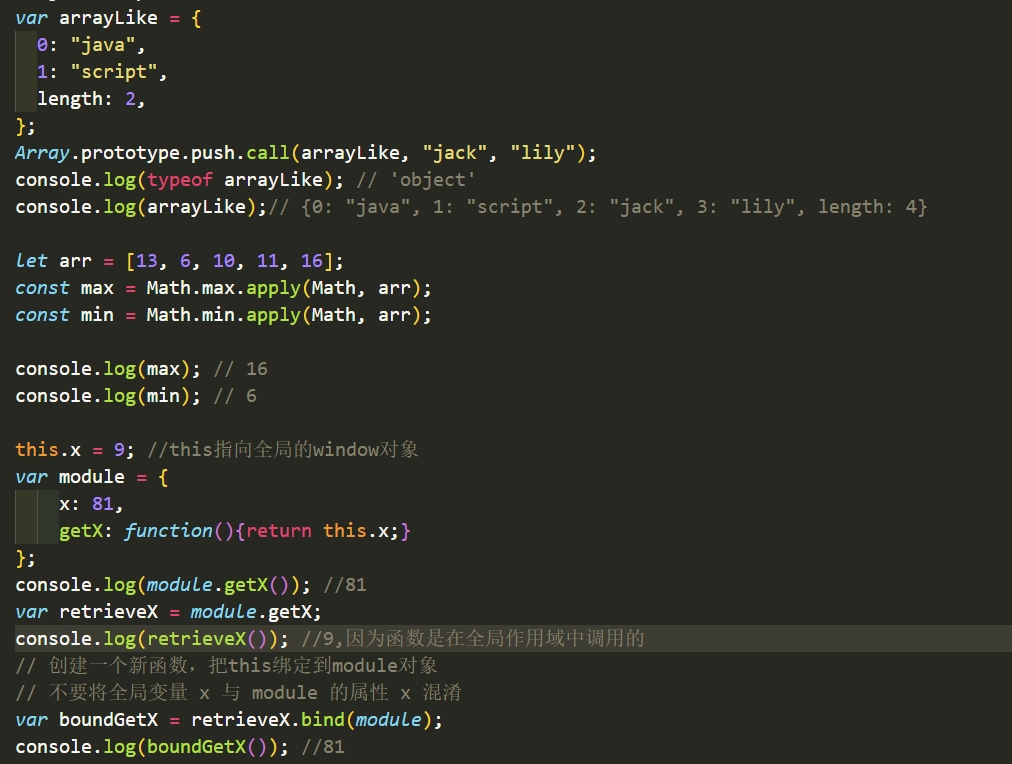 var arrayLike = {
  0: "java",
  1: "script",
  length: 2,
};
Array.prototype.push.call(arrayLike, "jack", "lily");
console.log(typeof arrayLike); // 'object'
console.log(arrayLike);// {0: "java", 1: "script", 2: "jack", 3: "lily", length: 4}
let arr = [13, 6, 10, 11, 16];
const max = Math.max.apply(Math, arr);
const min = Math.min.apply(Math, arr);
console.log(max); // 16
console.log(min); // 6
this.x = 9; //this指向全局的window对象
var module = {
    x: 81,
    getX: function(){return this.x;}
};
console.log(module.getX()); //81
var retrieveX = module.getX;
console.log(retrieveX()); //9,因为函数是在全局作用域中调用的
// 创建一个新函数，把this绑定到module对象
// 不要将全局变量 x 与 module 的属性 x 混淆
var boundGetX = retrieveX.bind(module);
console.log(boundGetX()); //81